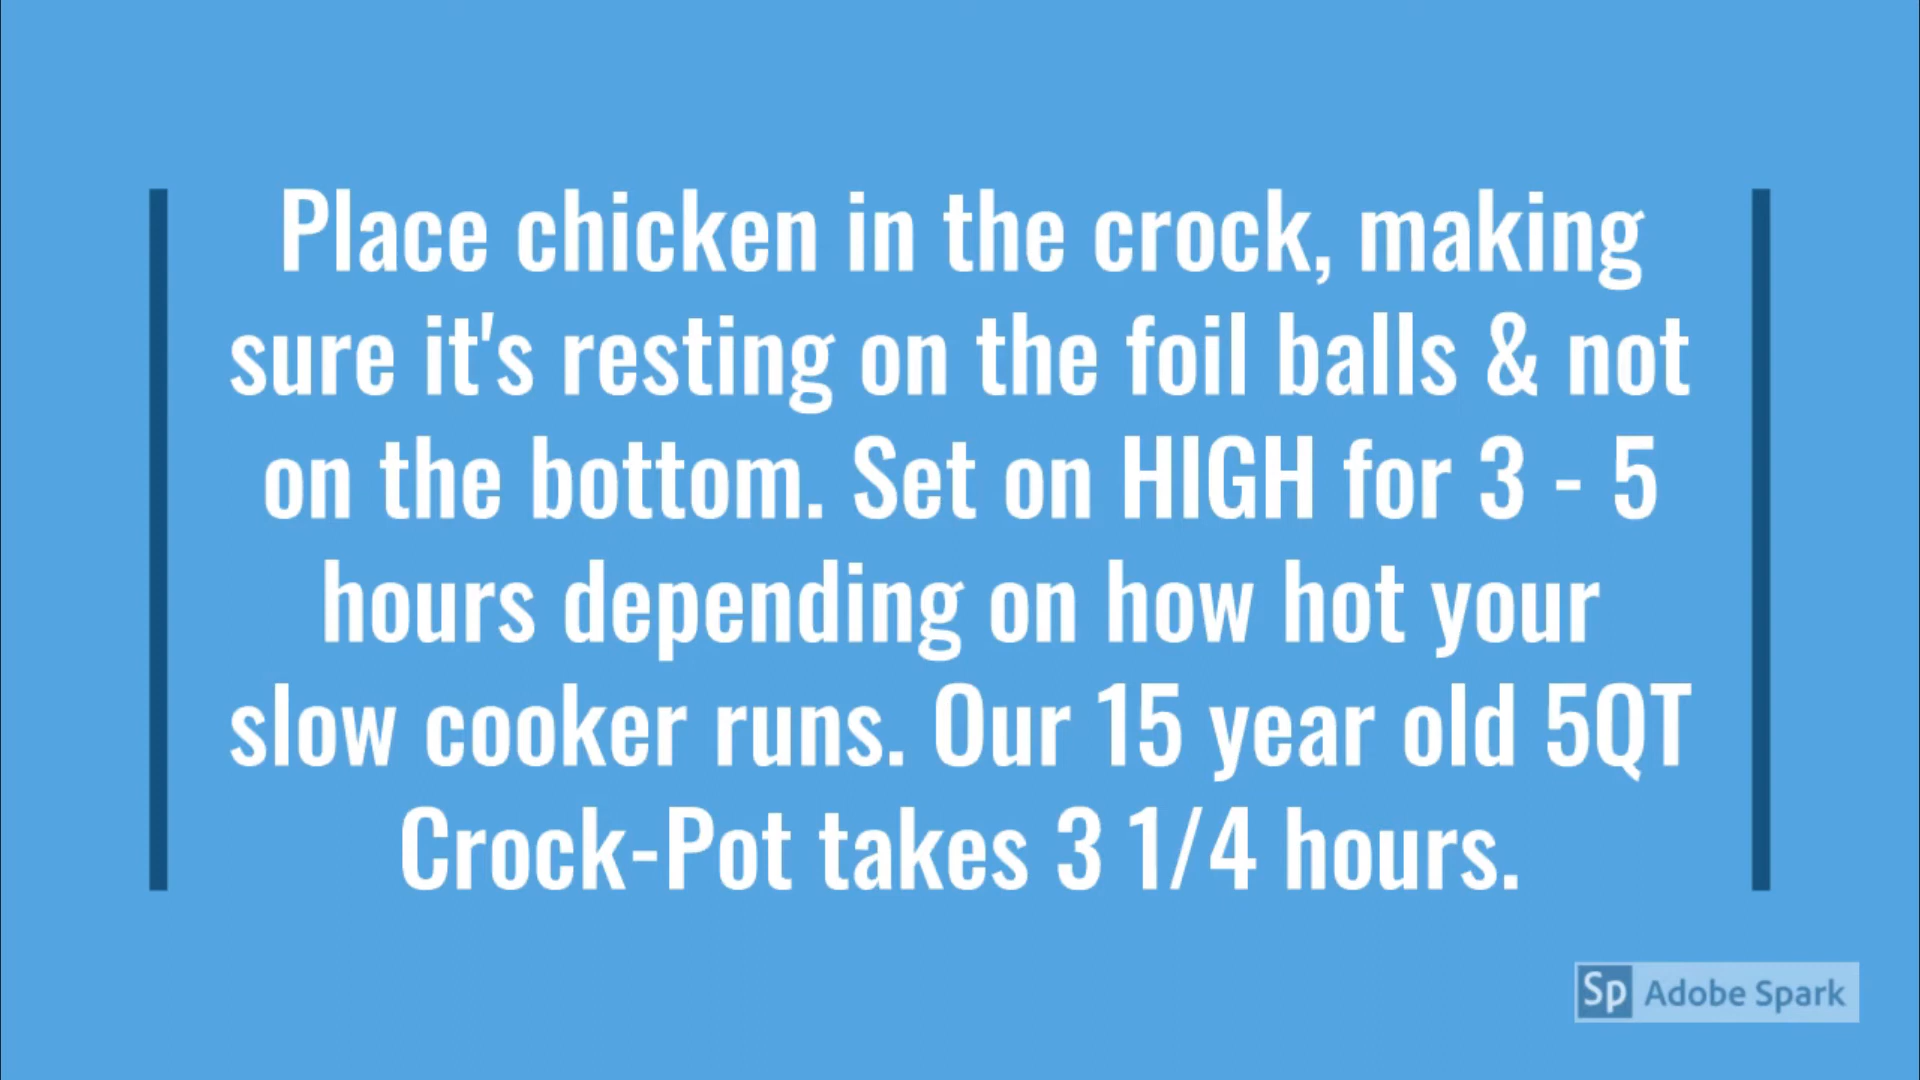 Place chicken in the crock, making
sure it's resting on the foil balls & not
on the bottom. Set on HIGH for 3 - 5
hours depending on how hot your
slow cooker runs. Our 15 year old 5QT
Crock-Pot takes 3 1/4 hours.
Sp Adobe Spark